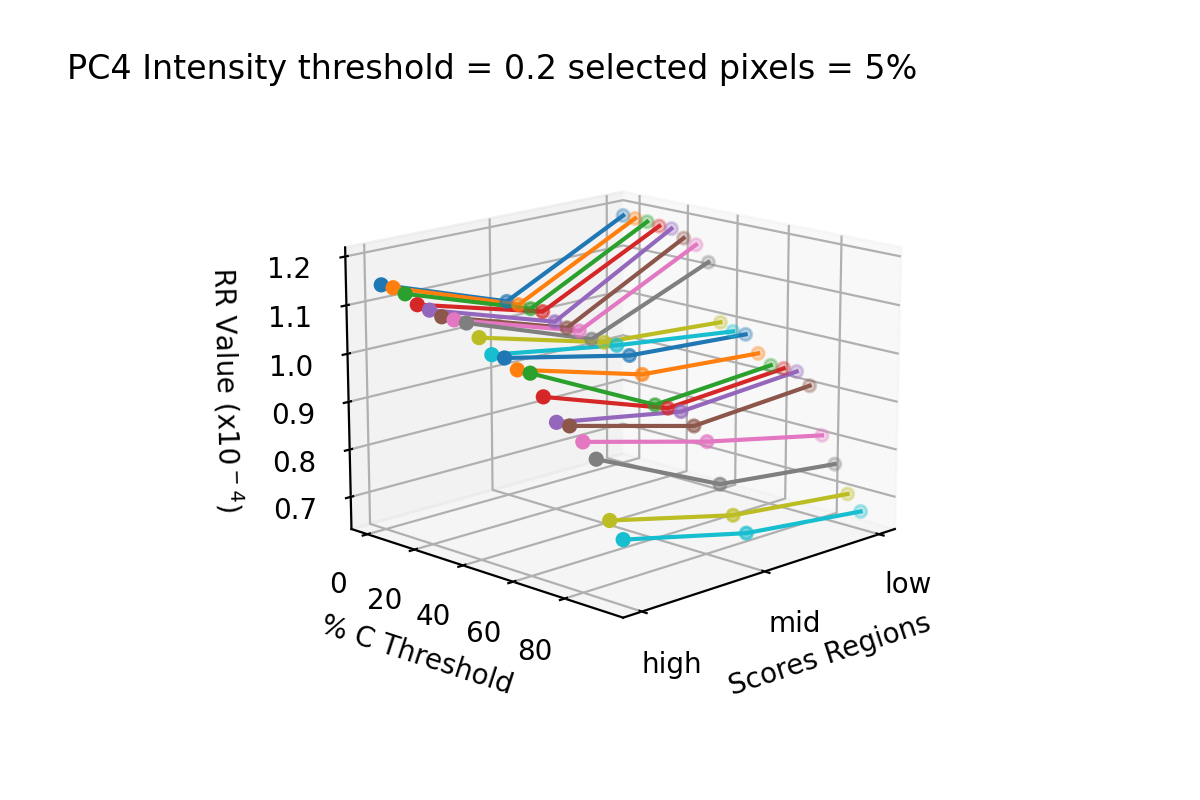 PC4 Intensity threshold = 0.2 selected pixels = 5%
1.2
1.1
1.0
0.9
0.8
0.7
RR Value (x10⁻⁴)
0
20
40
60
80
% C Threshold
high
mid
low
Scores Regions